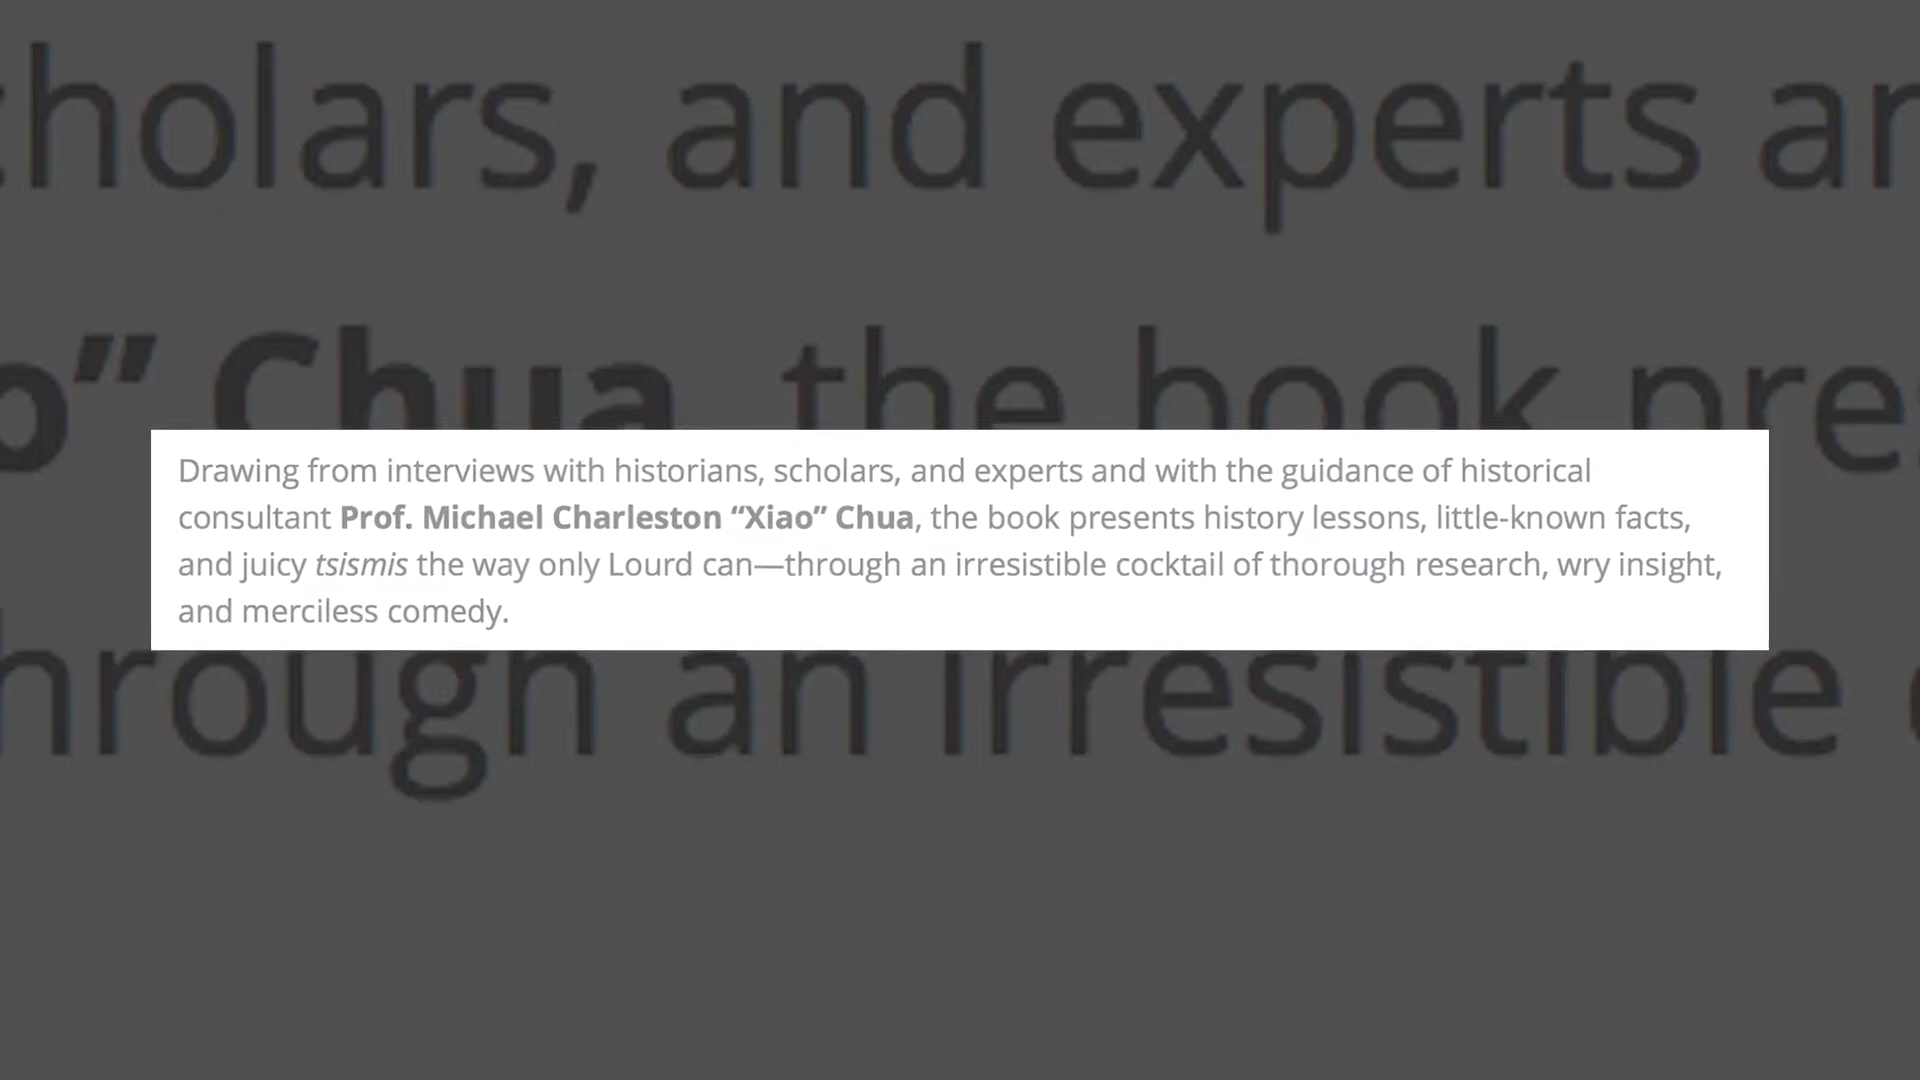 cholars, and experts ar
o” Chua, the book pres
Drawing from interviews with historians, scholars, and experts and with the guidance of historical
consultant Prof. Michael Charleston “Xiao” Chua, the book presents history lessons, little-known facts,
and juicy tsismis the way only Lourd can—through an irresistible cocktail of thorough research, wry insight,
and merciless comedy.
hrough an irresistible